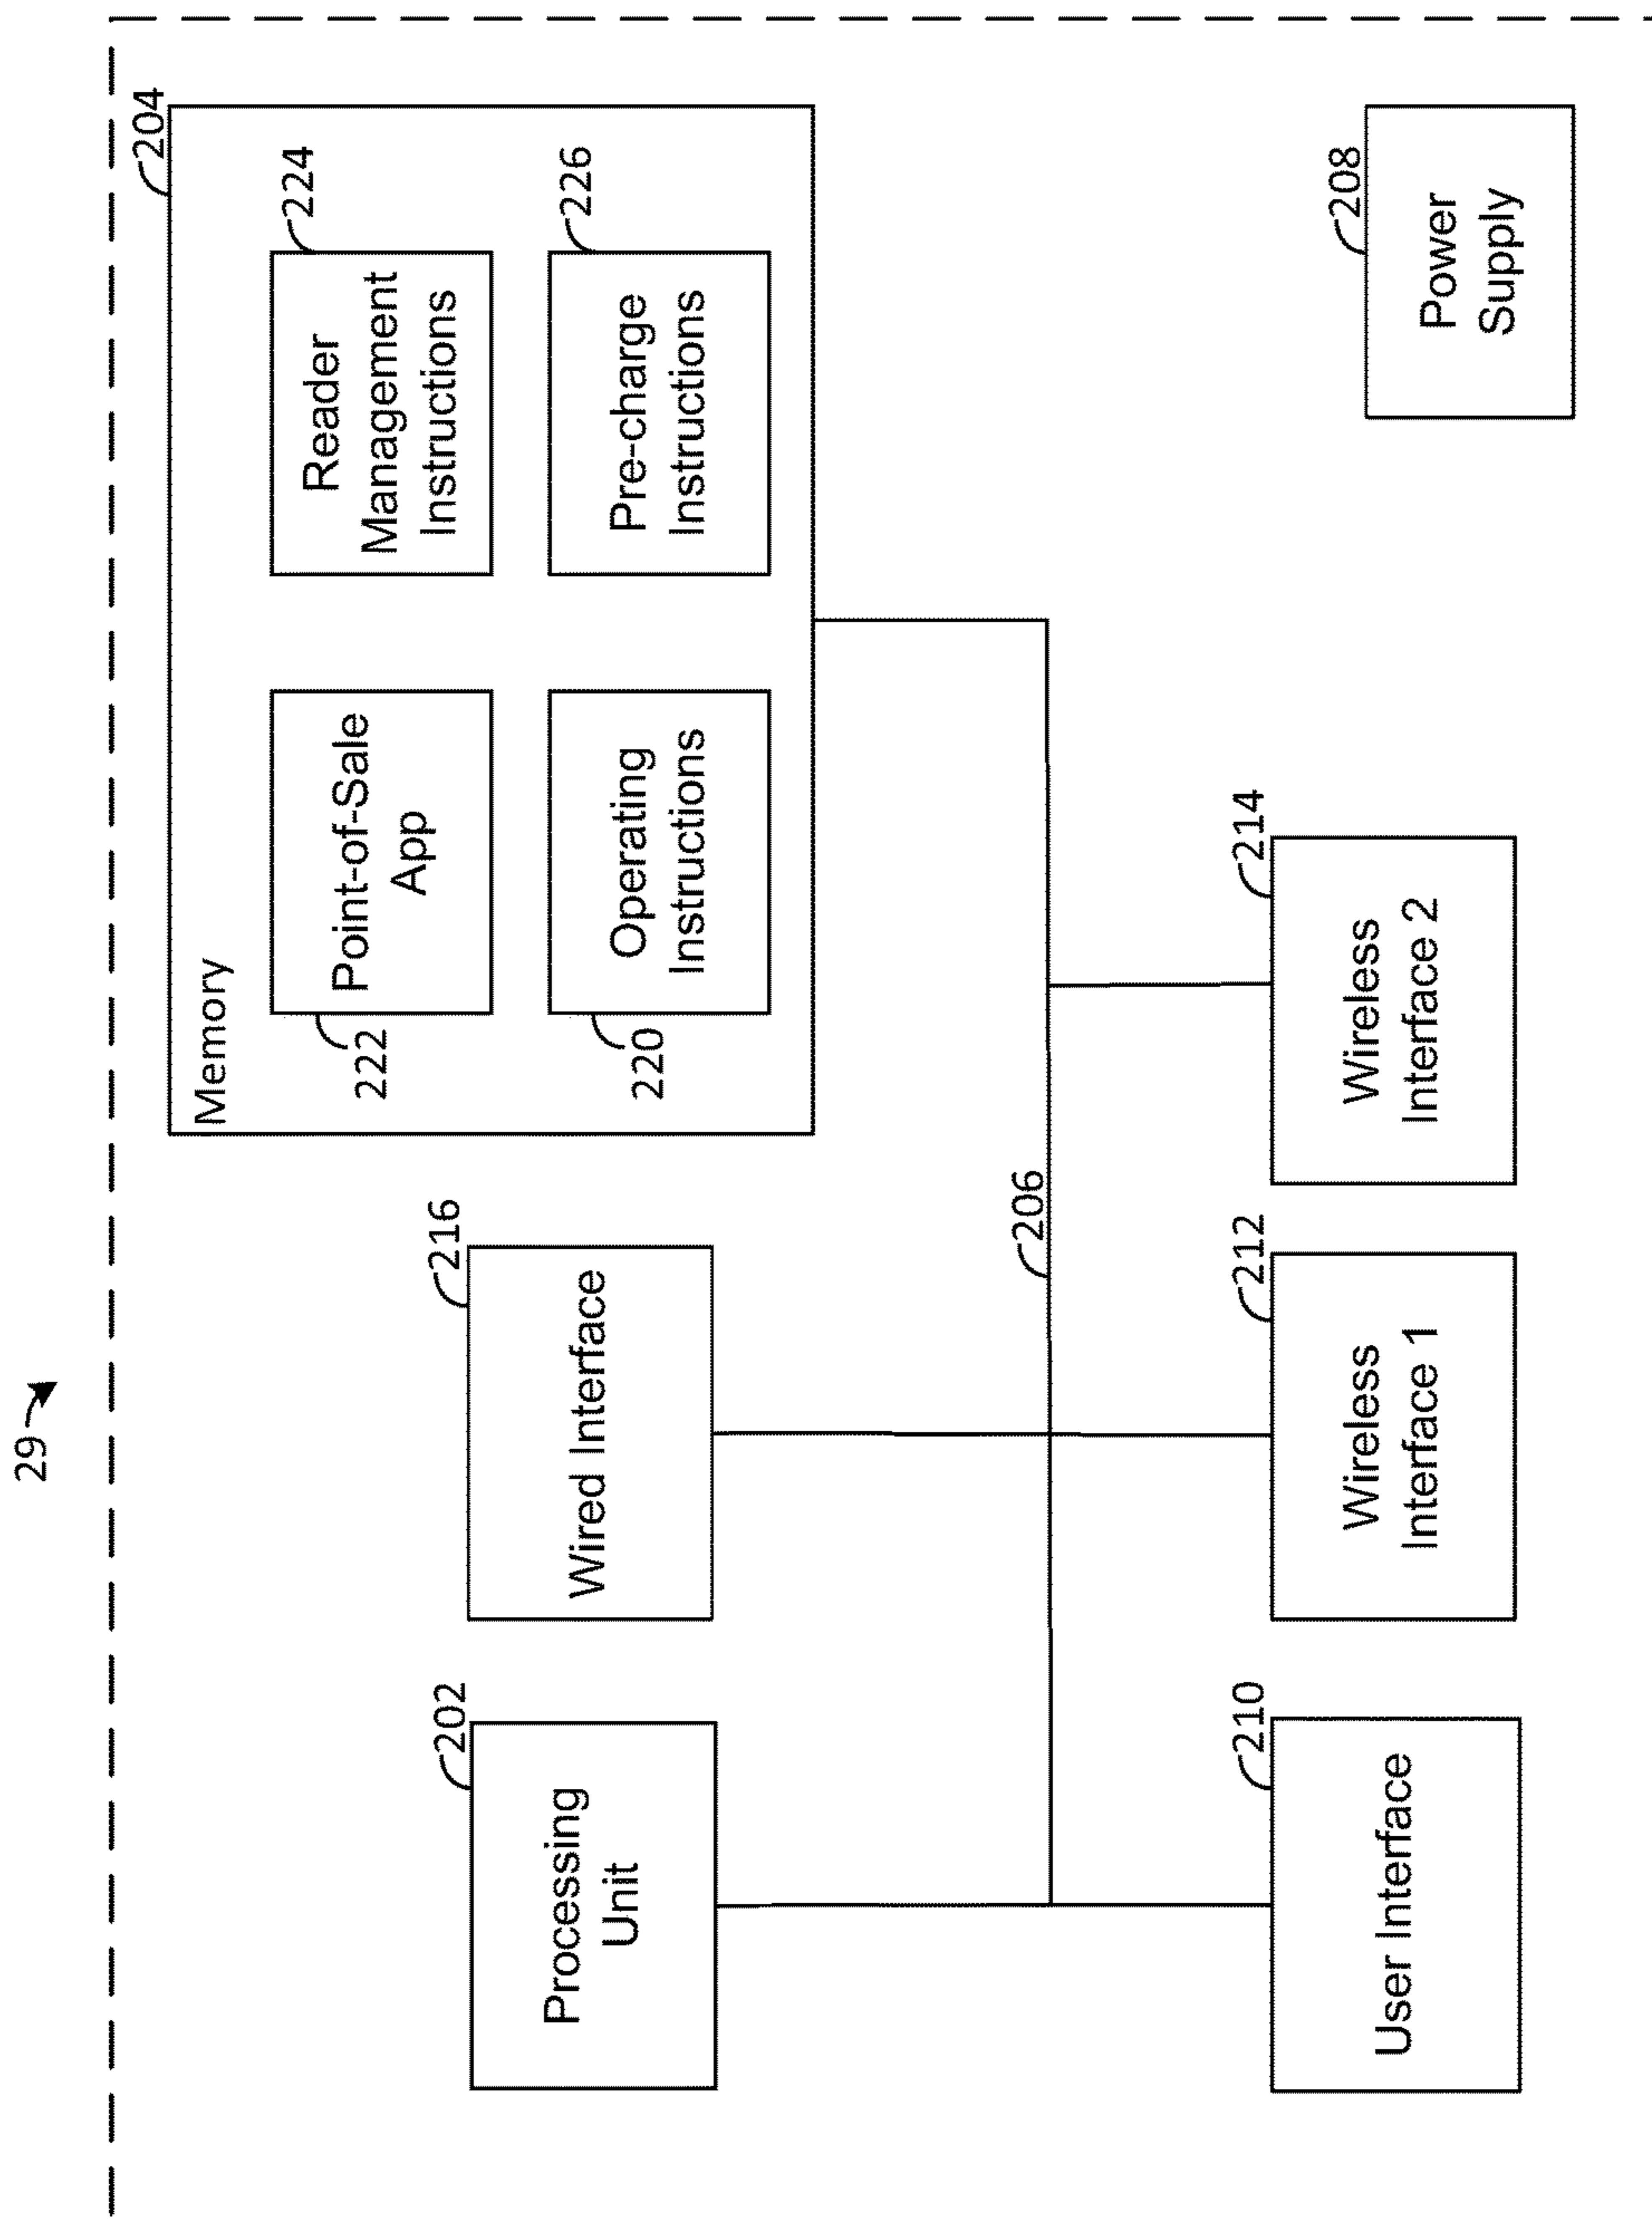 29
204
Memory
222
Point-of-Sale
App
224
Reader
Management
Instructions
220
Operating
Instructions
226
Pre-charge
Instructions
202
Processing
Unit
216
Wired Interface
206
210
User Interface
212
Wireless
Interface 1
214
Wireless
Interface 2
208
Power
Supply